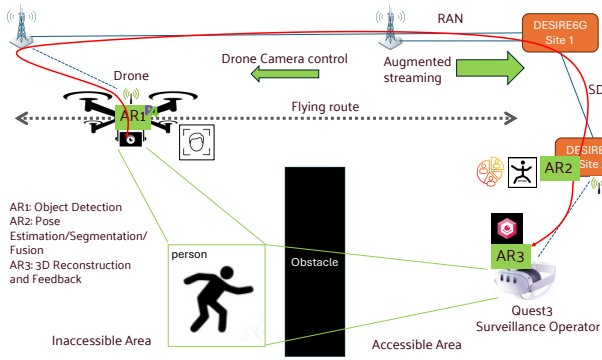 RAN
DESIRE6G
Site 1
Drone Camera control
Augmented
streaming
Drone
SD
AR1
Flying route
DESIRE
Site
AR2
AR1: Object Detection
AR2: Pose
Estimation/Segmentation/
Fusion
AR3: 3D Reconstruction
and Feedback
person
Obstacle
AR3
Quest3
Surveillance Operator
Inaccessible Area
Accessible Area